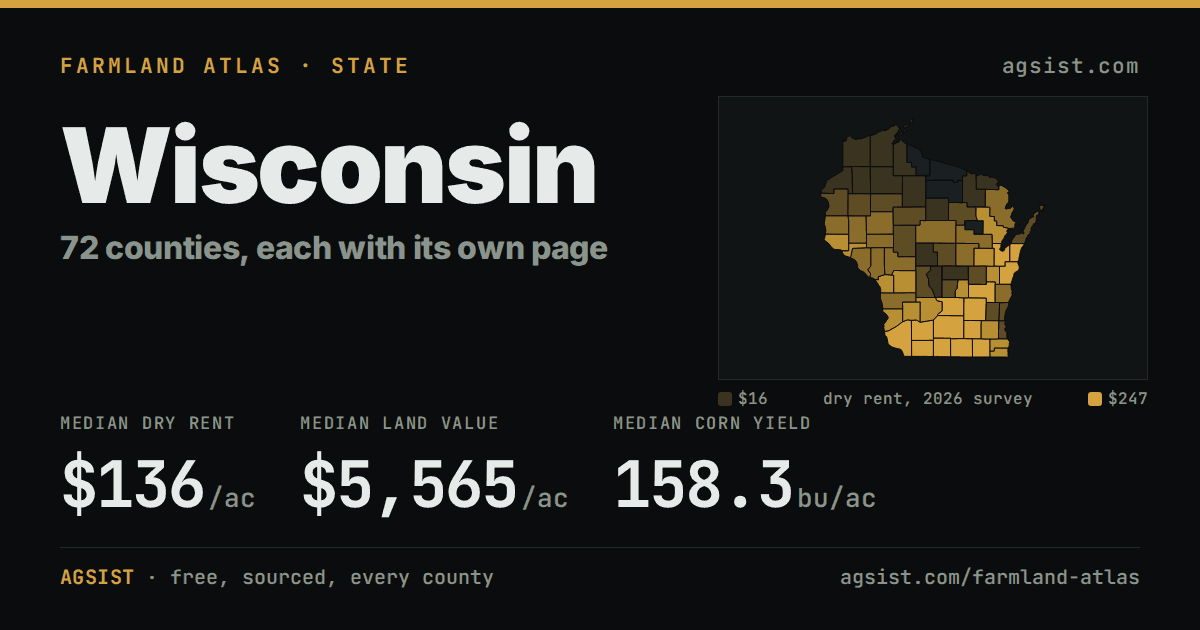 FARMLAND ATLAS · STATE
agsist.com
Wisconsin
72 counties, each with its own page
$16 dry rent, 2026 survey $247
MEDIAN DRY RENT MEDIAN LAND VALUE MEDIAN CORN YIELD
$136/ac $5,565/ac 158.3bu/ac
AGSIST · free, sourced, every county
agsist.com/farmland-atlas